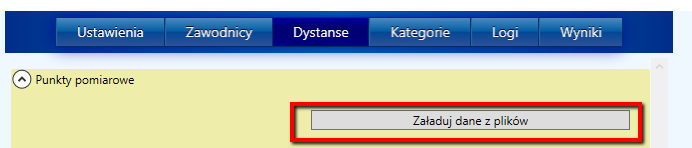 Ustawienia Zawodnicy Dystanse Kategorie Logi Wyniki
Punkty pomiarowe
Załaduj dane z plików